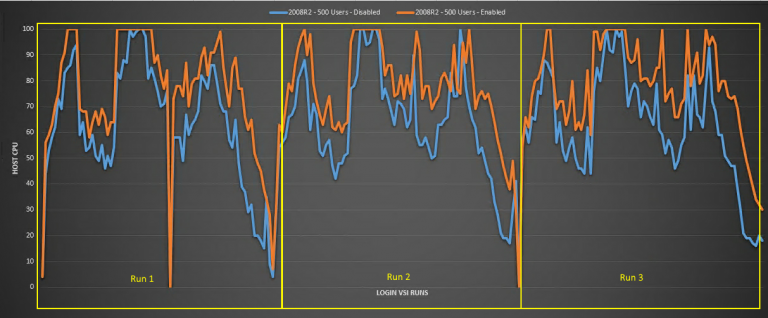 2008R2 - 500 Users - Disabled 2008R2 - 500 Users - Enabled
100
90
80
70
60
50
40
30
20
10
0
HOST CPU
Run 1
Run 2
Run 3
LOGIN VSI RUNS